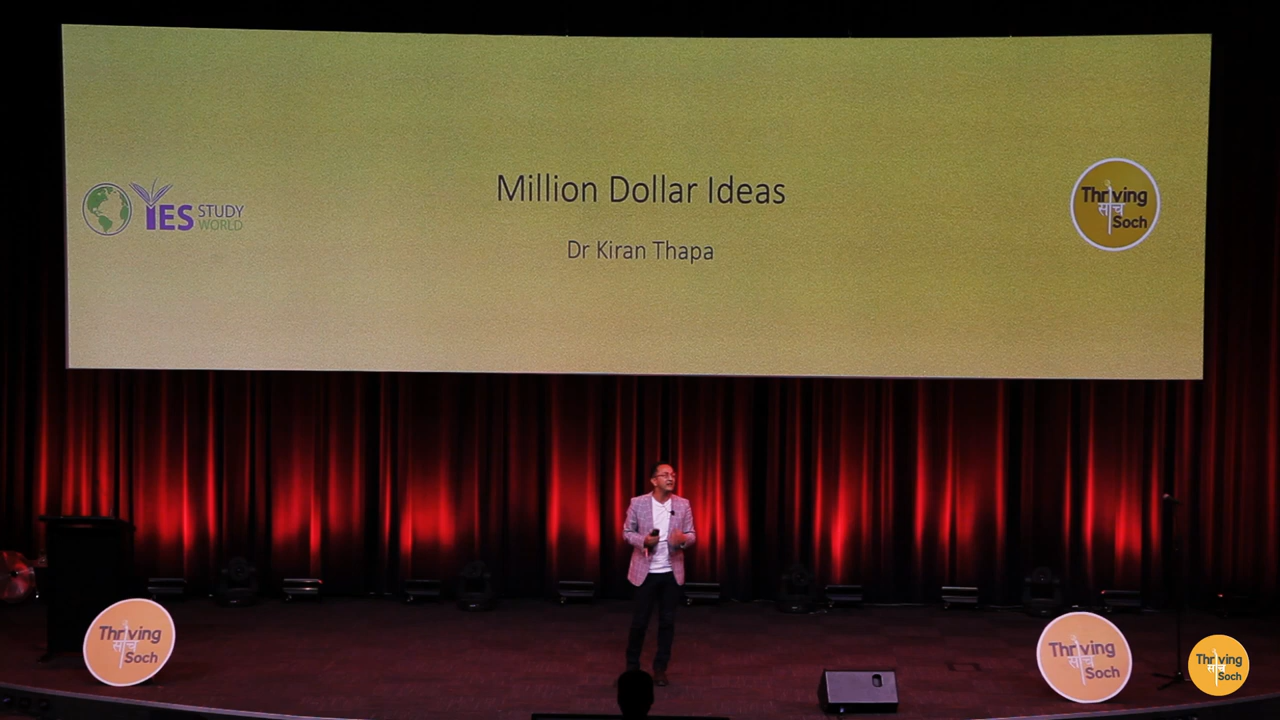 Million Dollar Ideas
Dr Kiran Thapa
IES STUDY
WORLD
Thriving
सोच
Soch
Thriving
सोच
Soch
Thriving
सोच
Soch
Thriving
सोच
Soch